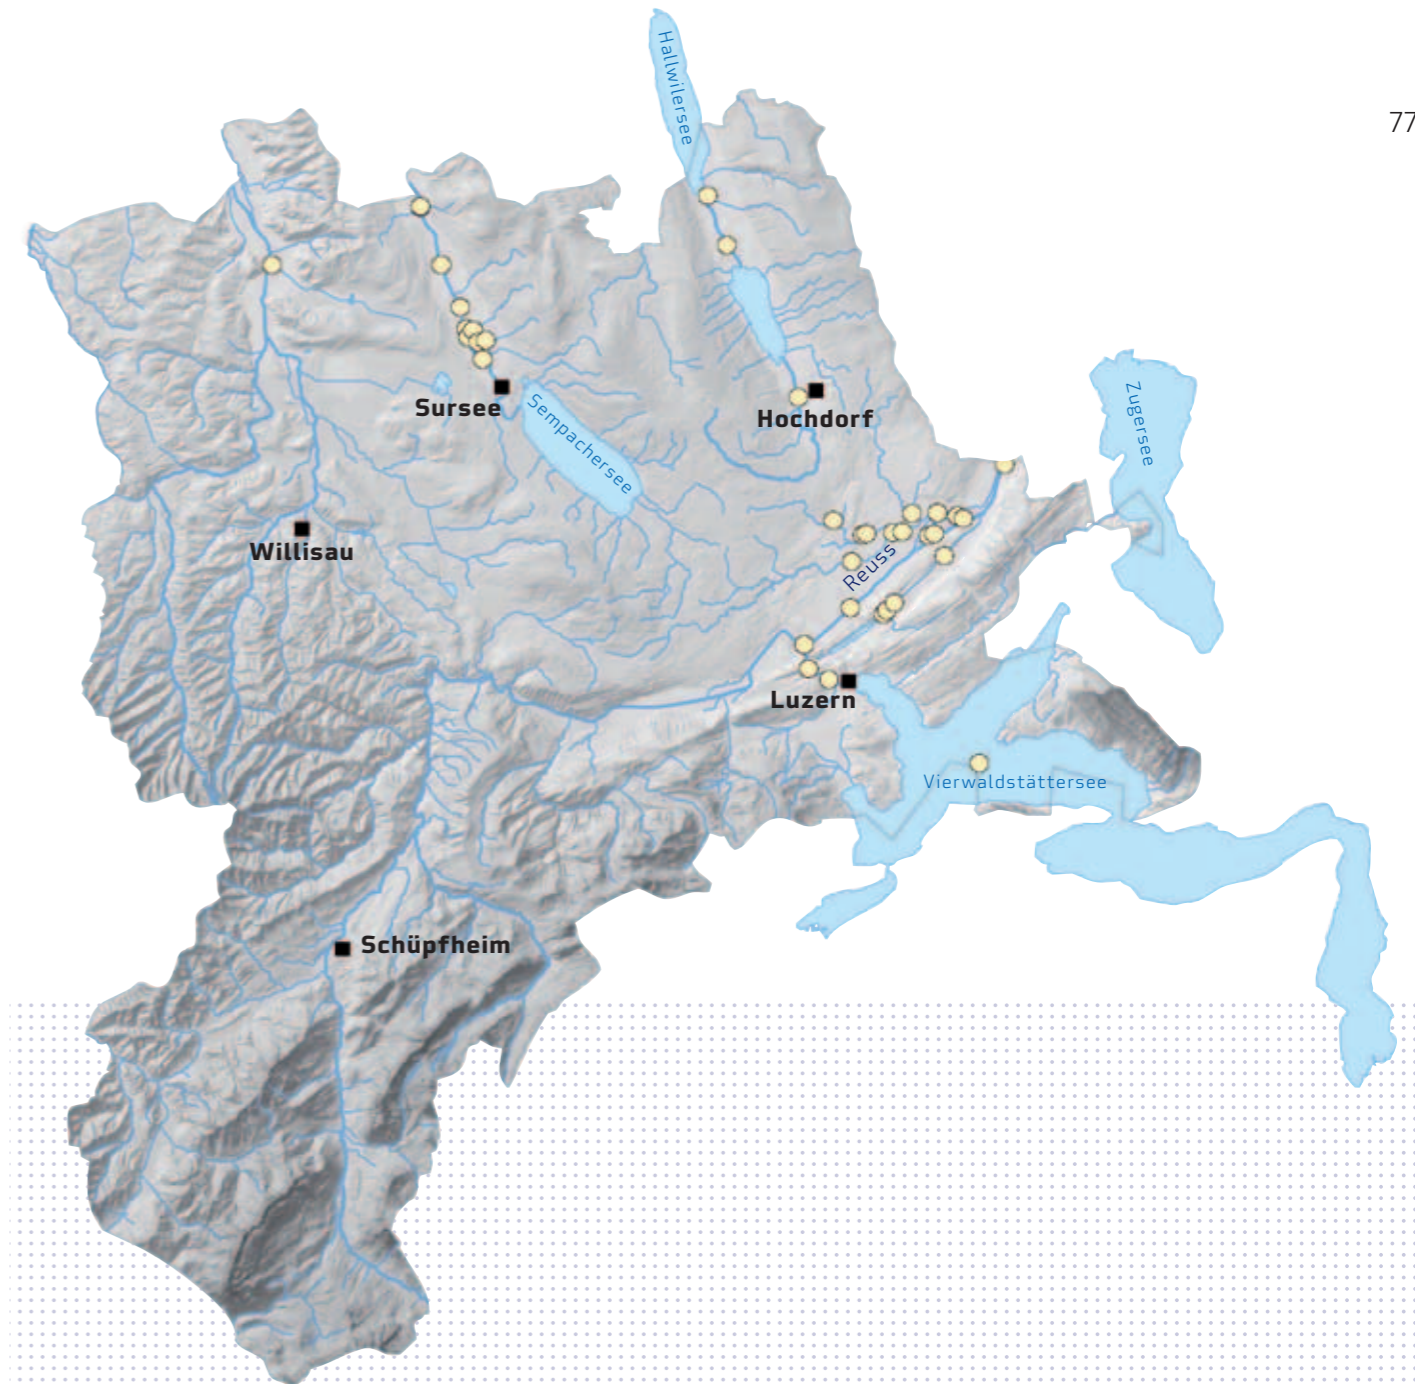 Hallwilersee
77
Zugersee
Sursee
Sempachersee
Hochdorf
Willisau
Reuss
Luzern
Vierwaldstättersee
Schüpfheim